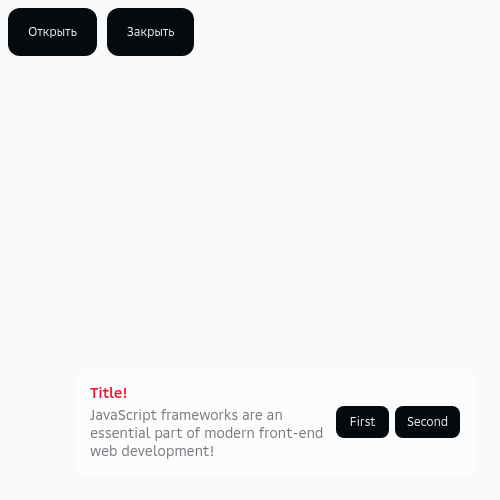 Открыть Закрыть
Title!
JavaScript frameworks are an
essential part of modern front-end
web development!
First Second